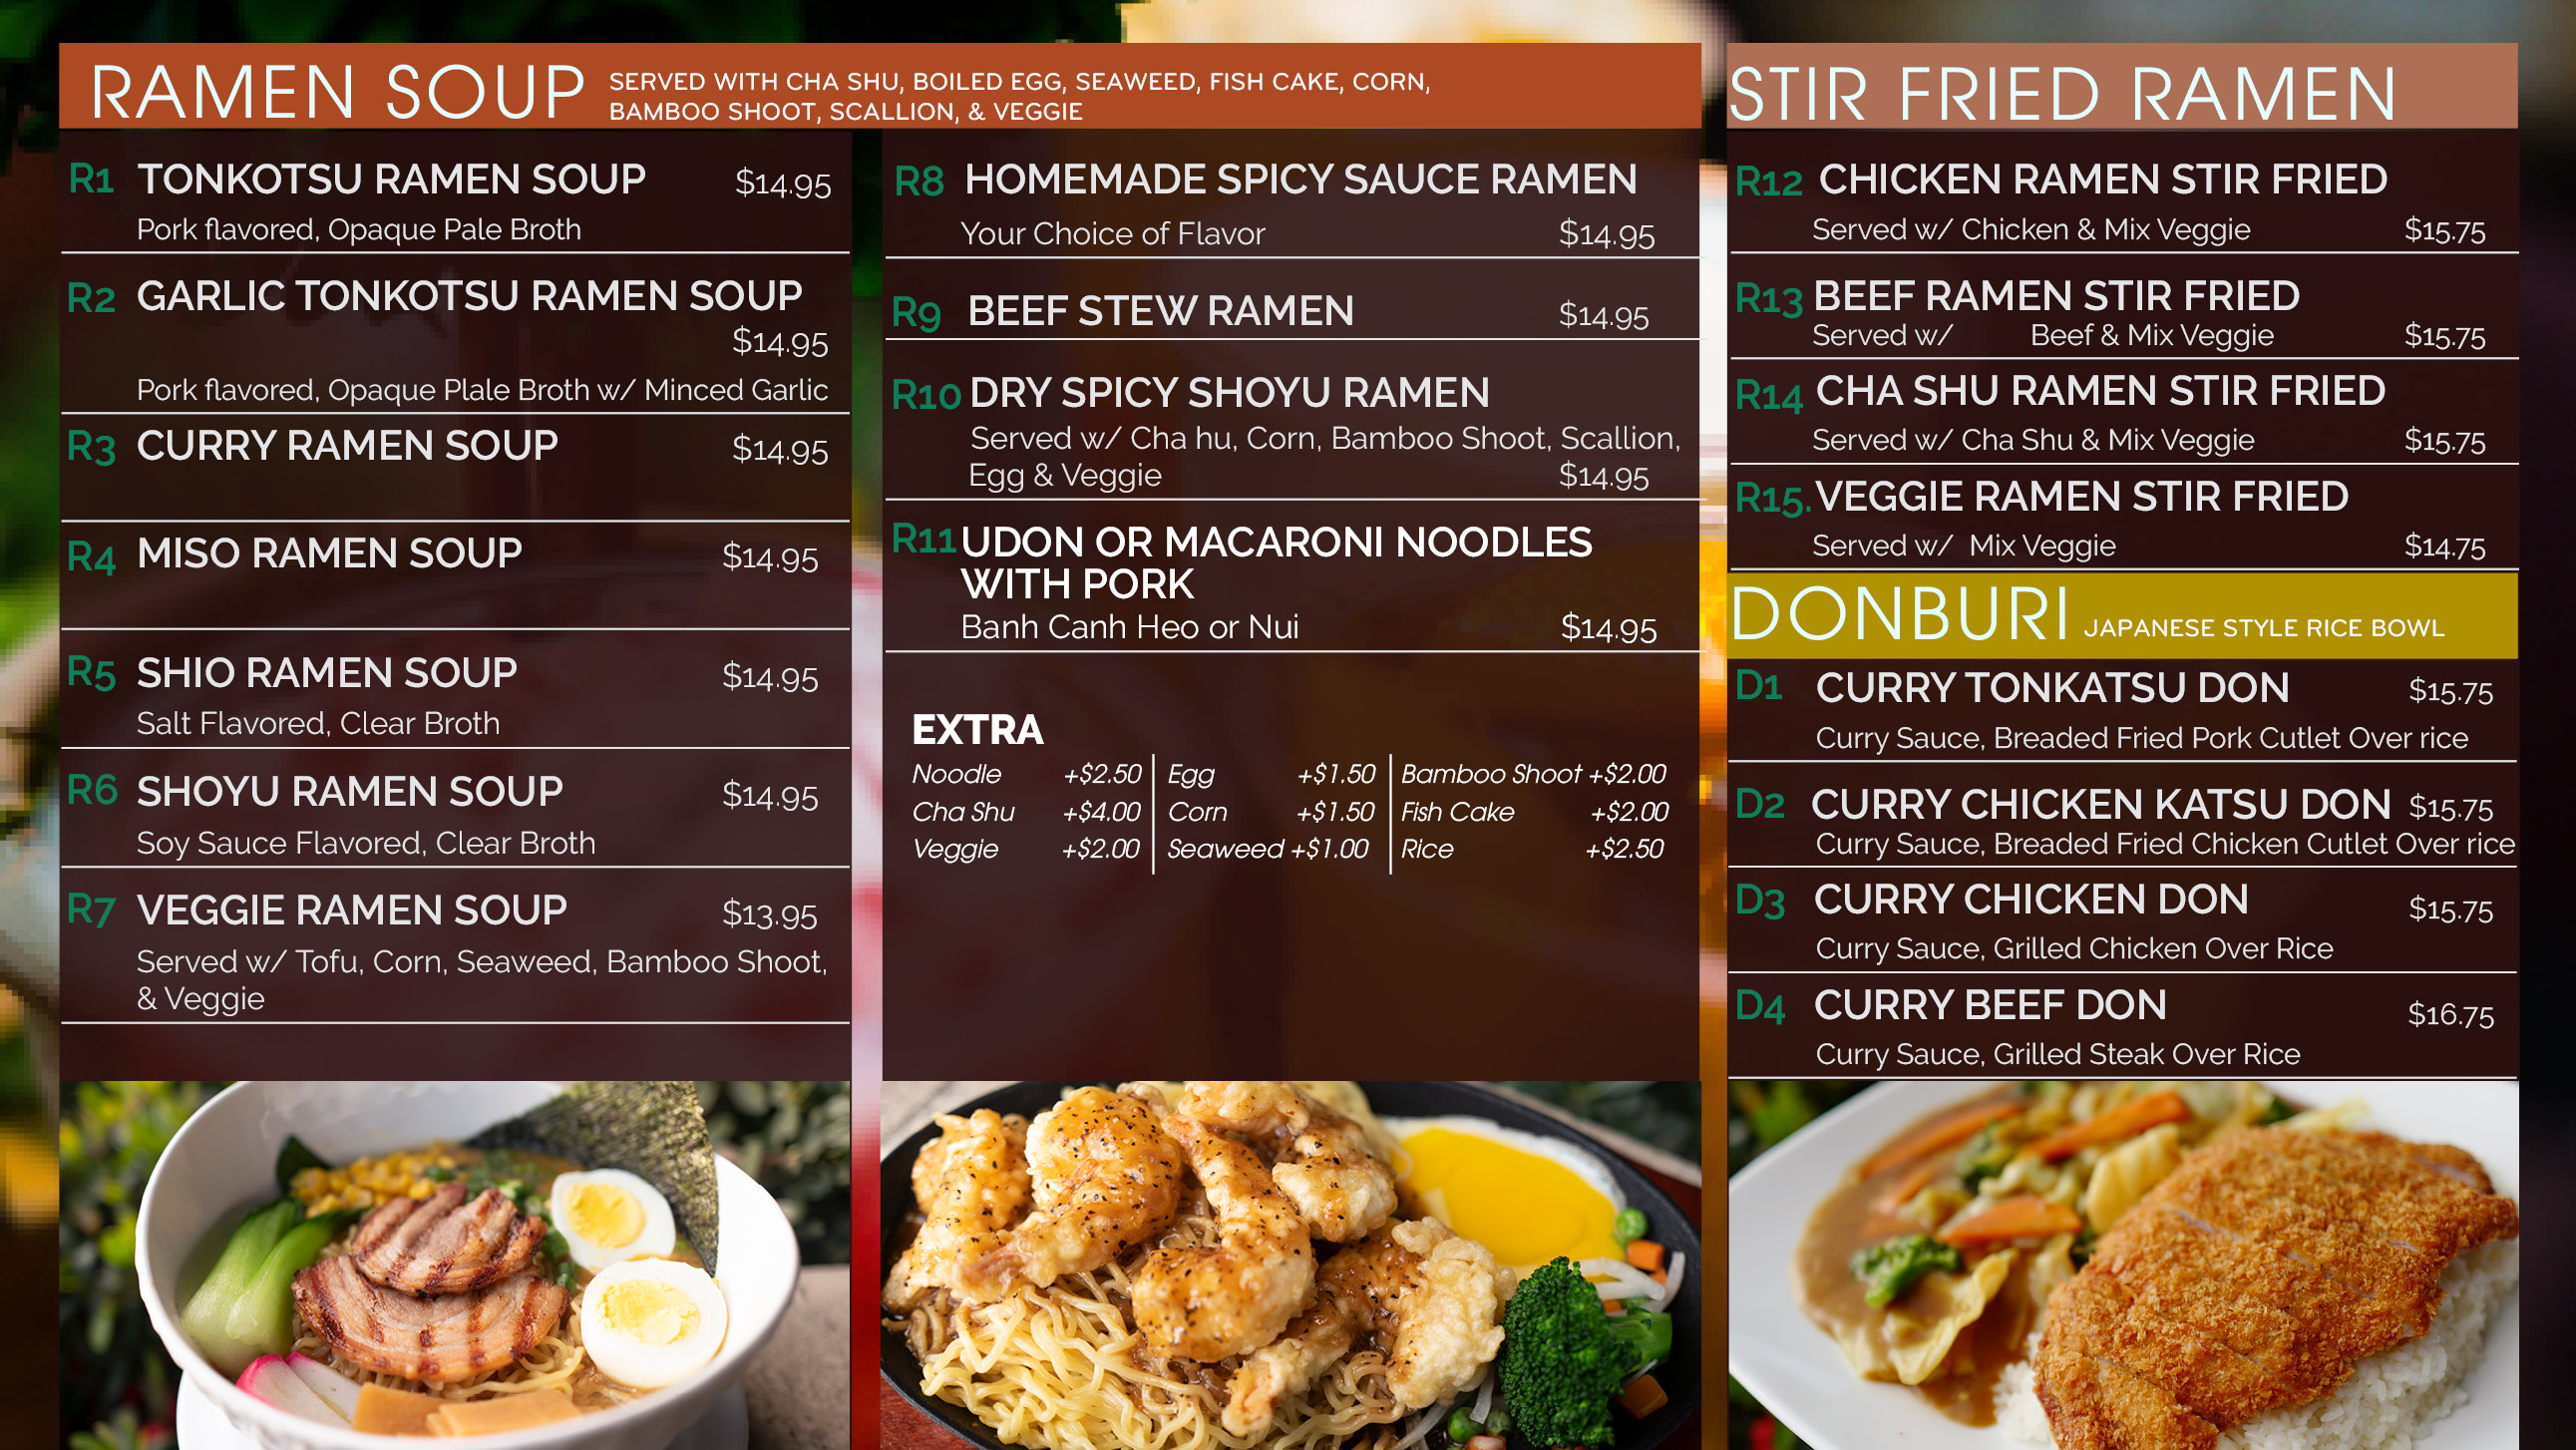 RAMEN SOUP SERVED WITH CHA SHU, BOILED EGG, SEAWEED, FISH CAKE, CORN,
BAMBOO SHOOT, SCALLION, & VEGGIE
R1 TONKOTSU RAMEN SOUP $14.95
Pork flavored, Opaque Pale Broth
R2 GARLIC TONKOTSU RAMEN SOUP
$14.95
Pork flavored, Opaque Plale Broth w/ Minced Garlic
R3 CURRY RAMEN SOUP $14.95
R4 MISO RAMEN SOUP $14.95
R5 SHIO RAMEN SOUP $14.95
Salt Flavored, Clear Broth
R6 SHOYU RAMEN SOUP $14.95
Soy Sauce Flavored, Clear Broth
R7 VEGGIE RAMEN SOUP $13.95
Served w/ Tofu, Corn, Seaweed, Bamboo Shoot,
& Veggie
R8 HOMEMADE SPICY SAUCE RAMEN
Your Choice of Flavor $14.95
R9 BEEF STEW RAMEN $14.95
R10 DRY SPICY SHOYU RAMEN
Served w/ Cha hu, Corn, Bamboo Shoot, Scallion,
Egg & Veggie $14.95
R11 UDON OR MACARONI NOODLES
WITH PORK
Banh Canh Heo or Nui $14.95
EXTRA
Noodle +$2.50 Egg +$1.50 Bamboo Shoot +$2.00
Cha Shu +$4.00 Corn +$1.50 Fish Cake +$2.00
Veggie +$2.00 Seaweed +$1.00 Rice +$2.50
STIR FRIED RAMEN
R12 CHICKEN RAMEN STIR FRIED
Served w/ Chicken & Mix Veggie $15.75
R13 BEEF RAMEN STIR FRIED
Served w/ Beef & Mix Veggie $15.75
R14 CHA SHU RAMEN STIR FRIED
Served w/ Cha Shu & Mix Veggie $15.75
R15. VEGGIE RAMEN STIR FRIED
Served w/ Mix Veggie $14.75
DONBURI JAPANESE STYLE RICE BOWL
D1 CURRY TONKATSU DON $15.75
Curry Sauce, Breaded Fried Pork Cutlet Over rice
D2 CURRY CHICKEN KATSU DON $15.75
Curry Sauce, Breaded Fried Chicken Cutlet Over rice
D3 CURRY CHICKEN DON $15.75
Curry Sauce, Grilled Chicken Over Rice
D4 CURRY BEEF DON $16.75
Curry Sauce, Grilled Steak Over Rice